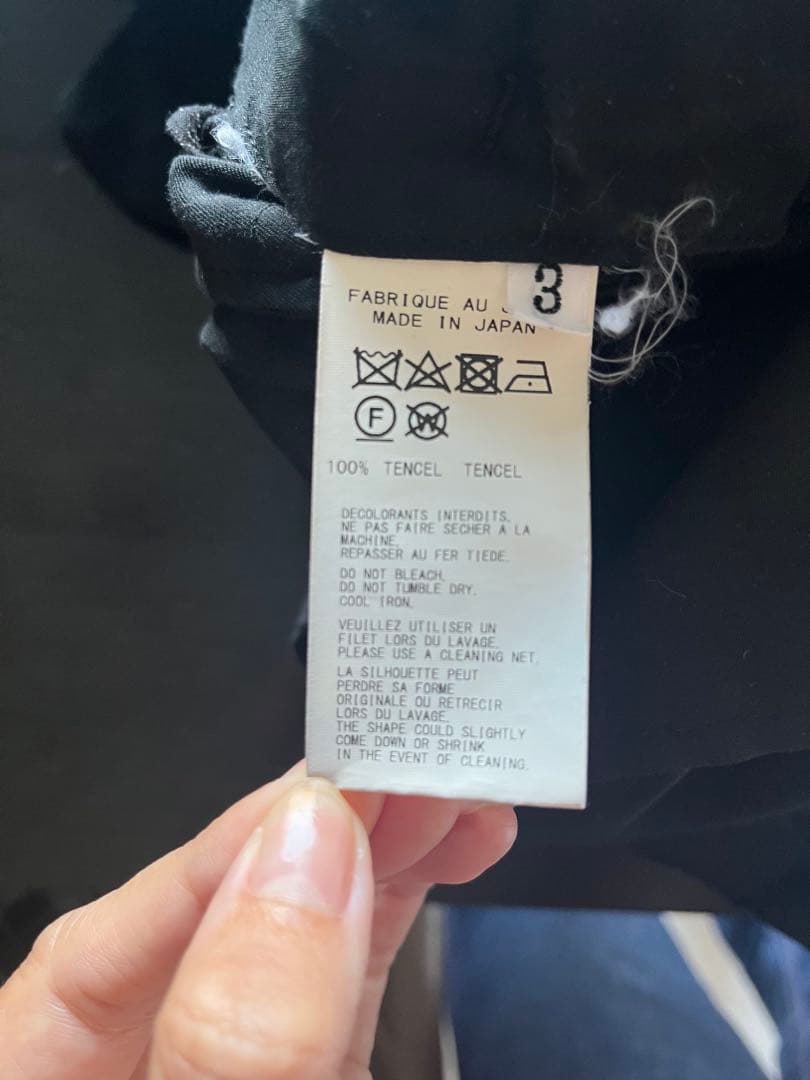 FABRIQUE AU
3
MADE IN JAPAN
F
W
100% TENCEL TENCEL
DECOLORANTS INTERDITS.
NE PAS FAIRE SECHER A LA
MACHINE.
REPASSER AU FER TIEDE.
DO NOT BLEACH.
DO NOT TUMBLE DRY.
COOL IRON.
VEUILLEZ UTILISER UN
FILET LORS DU LAVAGE.
PLEASE USE A CLEANING NET.
LA SILHOUETTE PEUT
PERDRE SA FORME
ORIGINALE OU RETRECIR
LORS DU LAVAGE.
THE SHAPE COULD SLIGHTLY
COME DOWN OR SHRINK
IN THE EVENT OF CLEANING.